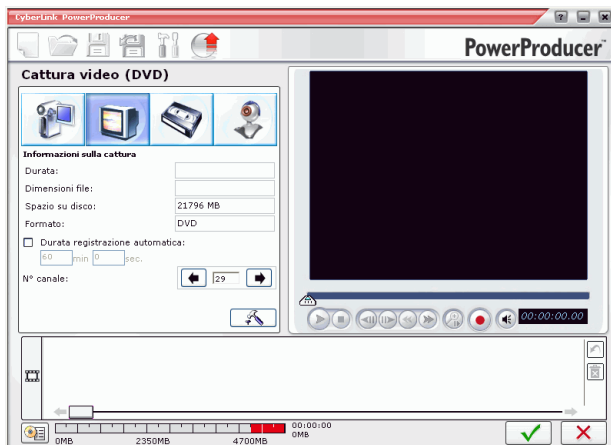 CyberLink PowerProducer
PowerProducer™
Cattura video (DVD)
Informazioni sulla cattura
Durata:
Dimensioni file:
Spazio su disco: 21796 MB
Formato: DVD
Durata registrazione automatica:
60 min 0 sec.
N° canale: 29
00:00:00.00
00:00:00
0MB 2350MB 4700MB 0MB